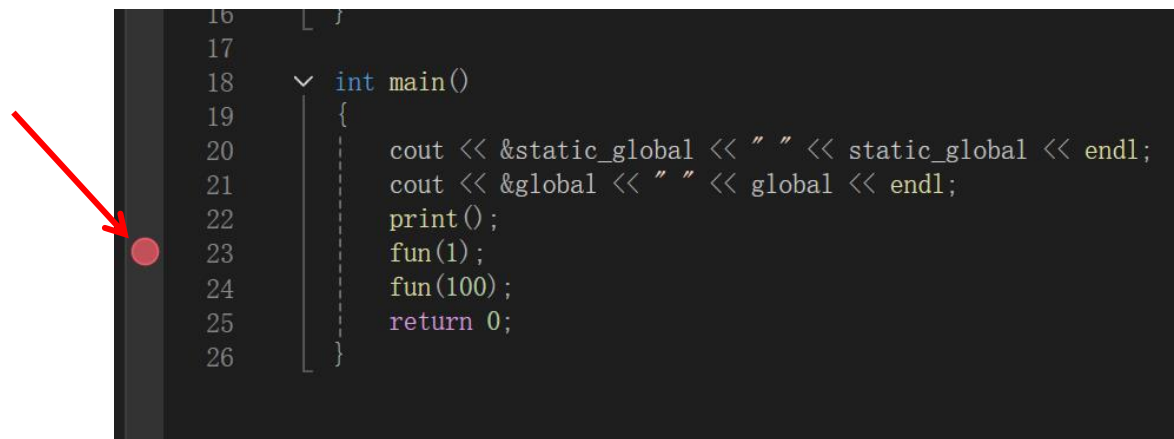 16 }
17
18 int main()
19 {
20 cout << &static_global << " " << static_global << endl;
21 cout << &global << " " << global << endl;
22 print();
23 fun(1);
24 fun(100);
25 return 0;
26 }